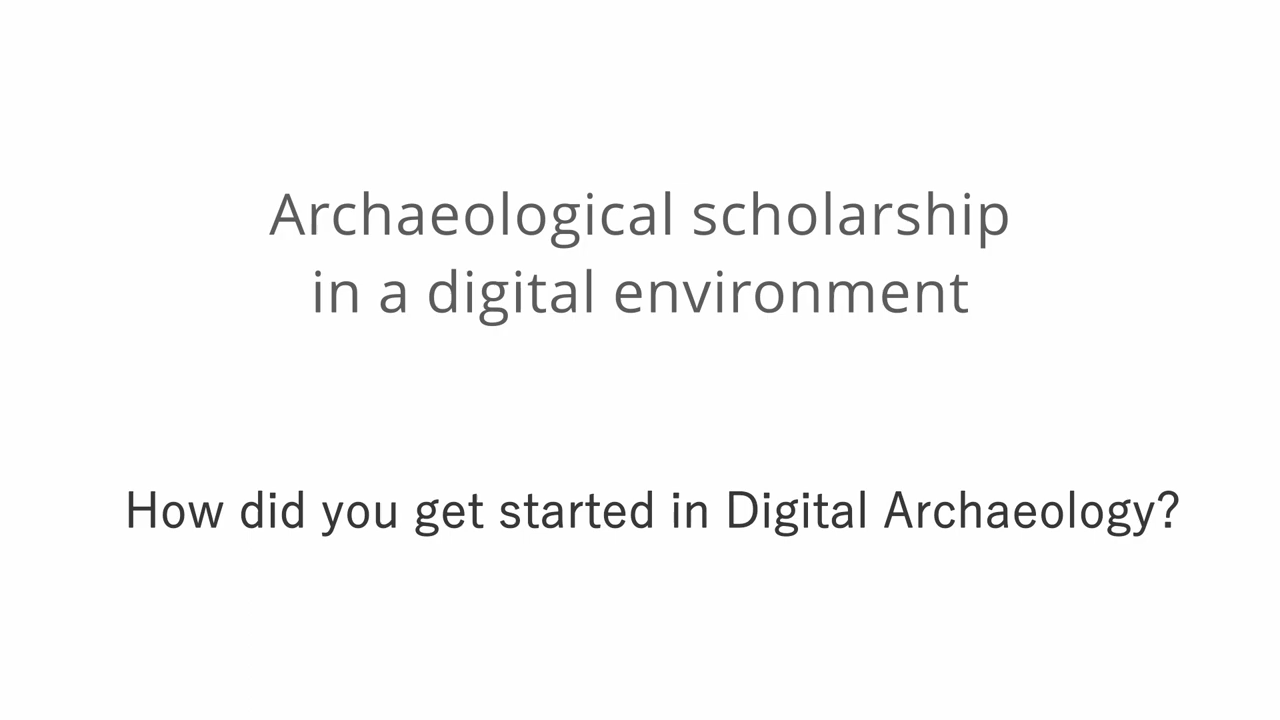 Archaeological scholarship
in a digital environment
How did you get started in Digital Archaeology?